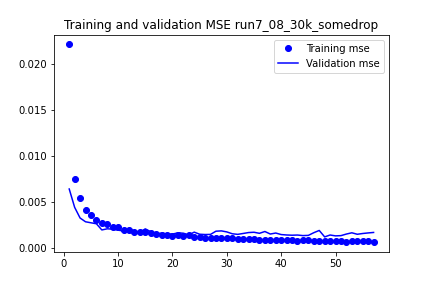 Training and validation MSE run7_08_30k_somedrop
Training mse
Validation mse
0.020
0.015
0.010
0.005
0.000
0 10 20 30 40 50